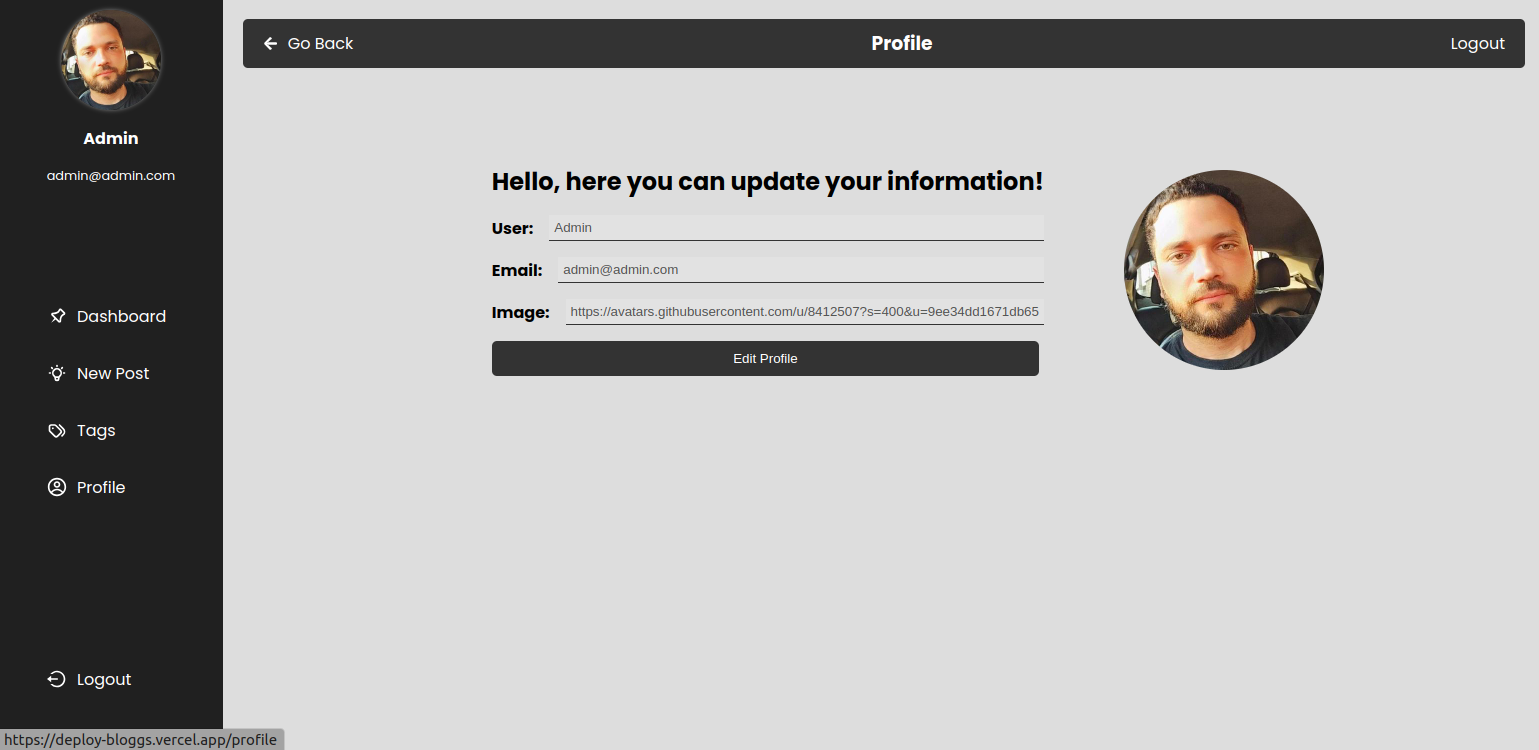 Admin
admin@admin.com
Dashboard
New Post
Tags
Profile
Logout
Go Back
Profile
Logout
Hello, here you can update your information!
User: Admin
Email: admin@admin.com
Image: https://avatars.githubusercontent.com/u/8412507?s=400&u=9ee34dd1671db65
Edit Profile
https://deploy-bloggs.vercel.app/profile